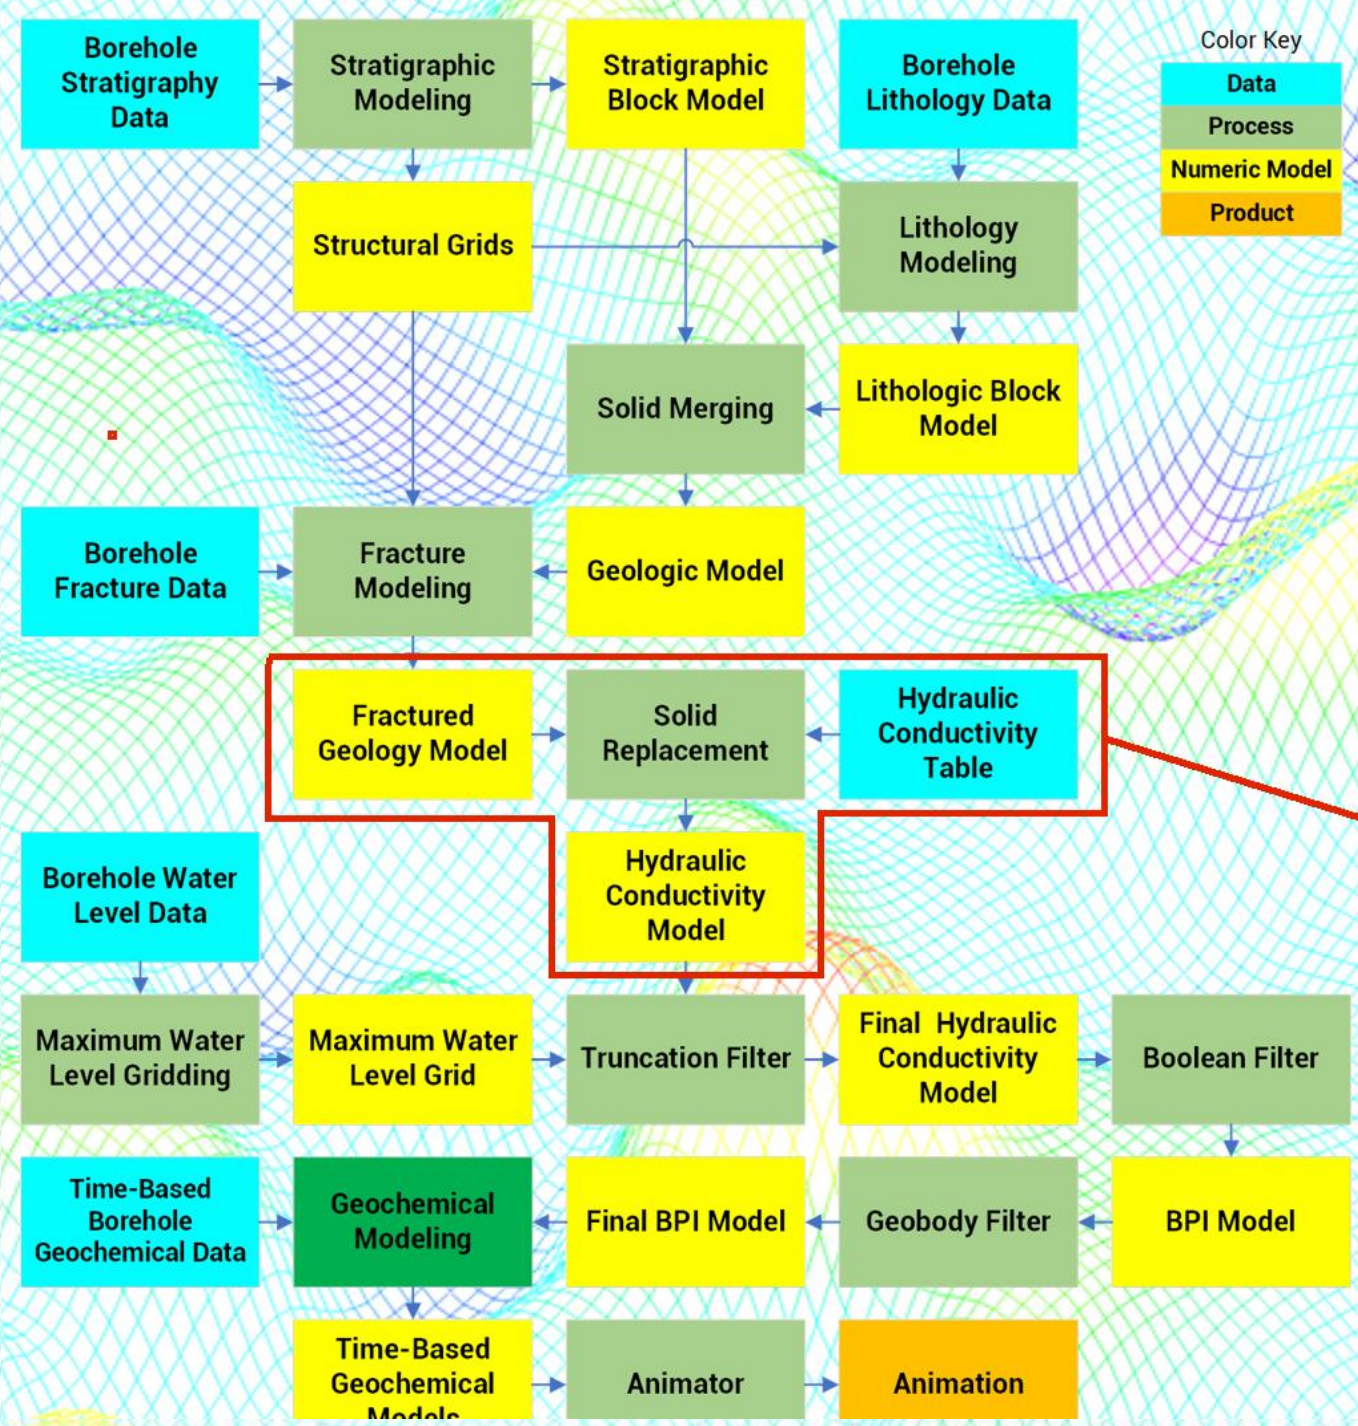 Borehole
Stratigraphy
Data
Stratigraphic
Modeling
Stratigraphic
Block Model
Borehole
Lithology Data
Color Key
Data
Process
Numeric Model
Product
Structural Grids
Lithology
Modeling
Solid Merging
Lithologic Block
Model
Borehole
Fracture Data
Fracture
Modeling
Geologic Model
Fractured
Geology Model
Solid
Replacement
Hydraulic
Conductivity
Table
Borehole Water
Level Data
Hydraulic
Conductivity
Model
Maximum Water
Level Gridding
Maximum Water
Level Grid
Truncation Filter
Final Hydraulic
Conductivity
Model
Boolean Filter
Time-Based
Borehole
Geochemical Data
Geochemical
Modeling
Final BPI Model
Geobody Filter
BPI Model
Time-Based
Geochemical
Models
Animator
Animation